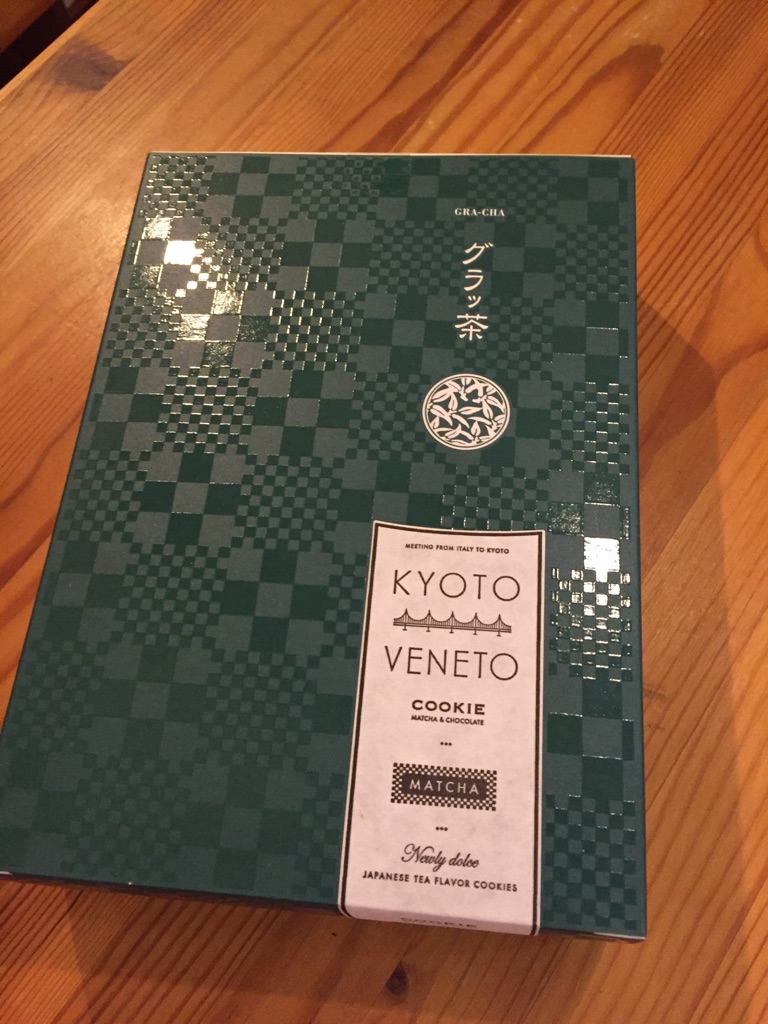 GRA-CHA
グラッ茶
MEETING FROM ITALY TO KYOTO
KYOTO
VENETO
COOKIE
MATCHA & CHOCOLATE
MATCHA
Newly dolce
JAPANESE TEA FLAVOR COOKIES
COOKIE